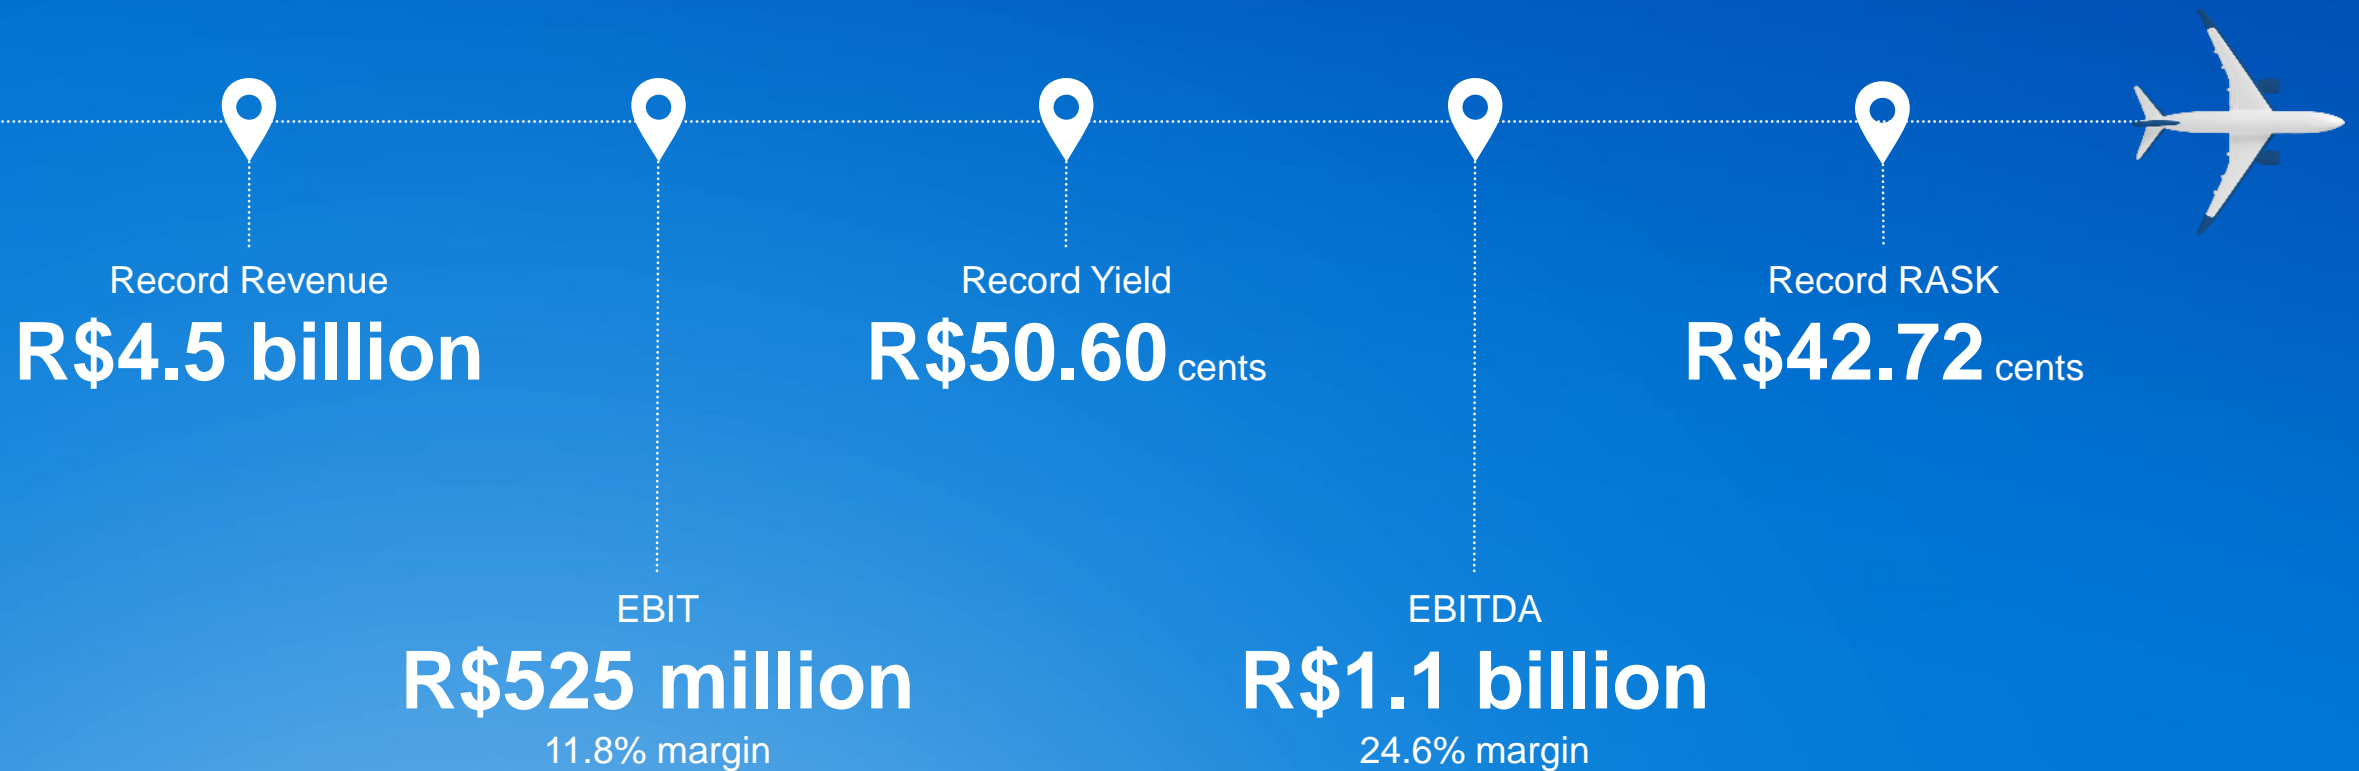 Record Revenue
R$4.5 billion
Record Yield
R$50.60 cents
Record RASK
R$42.72 cents
EBIT
R$525 million
11.8% margin
EBITDA
R$1.1 billion
24.6% margin